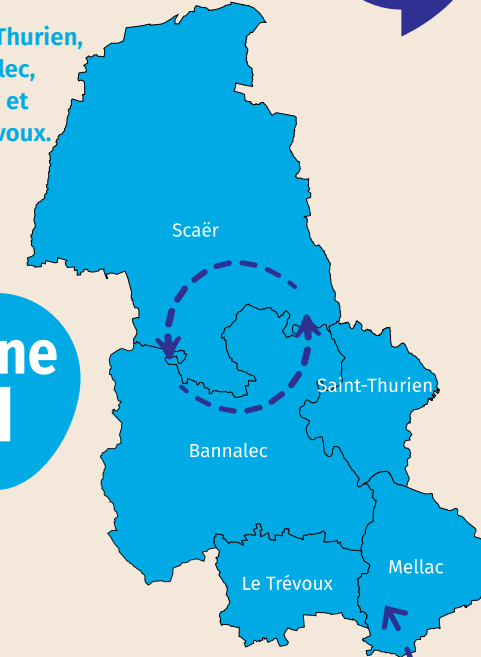 Thurien,
lec,
et
voux.
Scaër
ne
Saint-Thurien
Bannalec
Mellac
Le Trévoux